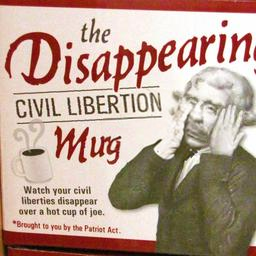 the
Disappearing
CIVIL LIBERTION
Mug
Watch your civil
liberties disappear
over a hot cup of joe.
*Brought to you by the Patriot Act.